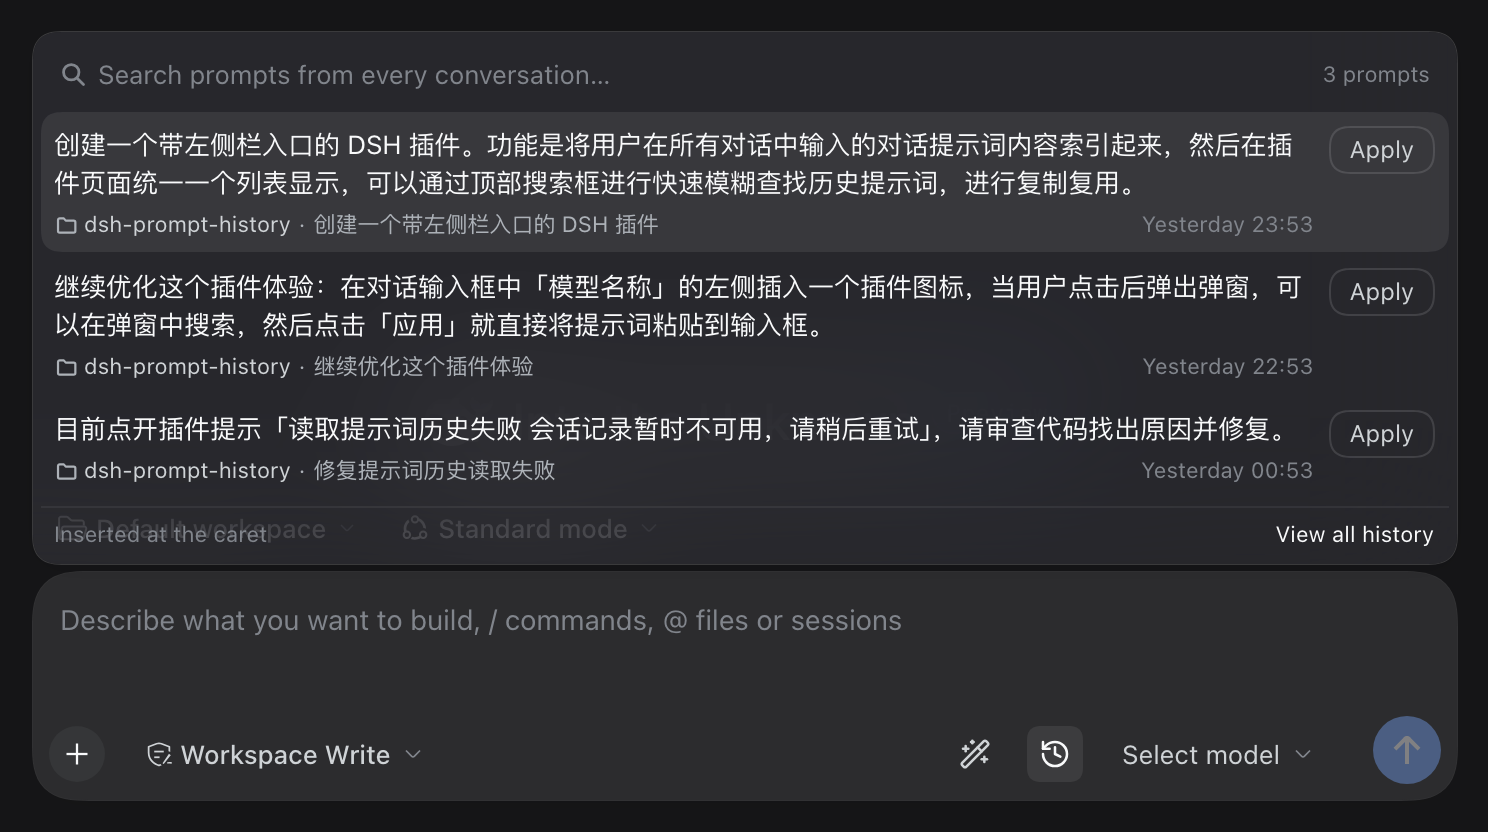 Search prompts from every conversation...
3 prompts
创建一个带左侧栏入口的 DSH 插件。功能是将用户在所有对话中输入的对话提示词内容索引起来，然后在插
件页面统一一个列表显示，可以通过顶部搜索框进行快速模糊查找历史提示词，进行复制复用。
Apply
dsh-prompt-history · 创建一个带左侧栏入口的 DSH 插件
Yesterday 23:53
继续优化这个插件体验：在对话输入框中「模型名称」的左侧插入一个插件图标，当用户点击后弹出弹窗，可
以在弹窗中搜索，然后点击「应用」就直接将提示词粘贴到输入框。
Apply
dsh-prompt-history · 继续优化这个插件体验
Yesterday 22:53
目前点开插件提示「读取提示词历史失败 会话记录暂时不可用，请稍后重试」，请审查代码找出原因并修复。
Apply
dsh-prompt-history · 修复提示词历史读取失败
Yesterday 00:53
Default workspace
Standard mode
Inserted at the caret
View all history
Describe what you want to build, / commands, @ files or sessions
Workspace Write
Select model